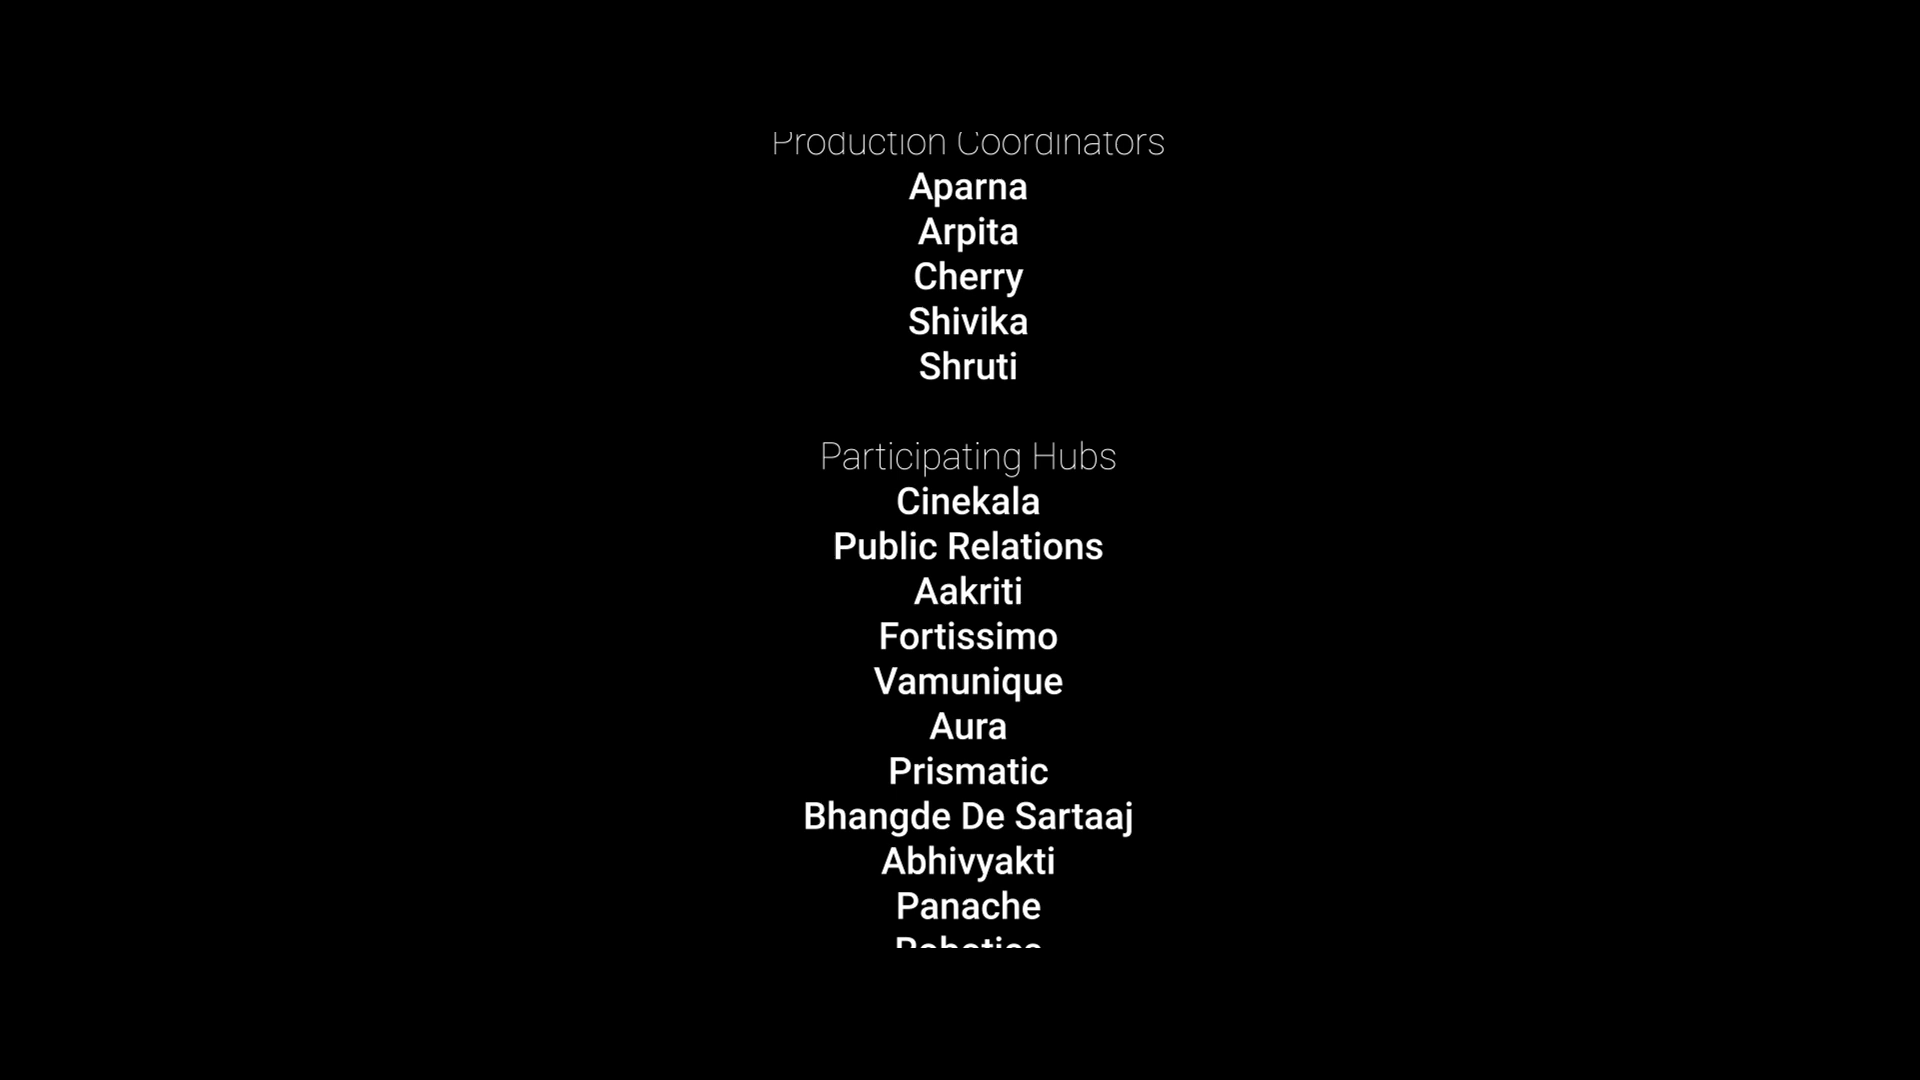 Production Coordinators
Aparna
Arpita
Cherry
Shivika
Shruti
Participating Hubs
Cinekala
Public Relations
Aakriti
Fortissimo
Vamunique
Aura
Prismatic
Bhangde De Sartaaj
Abhivyakti
Panache
Robotics